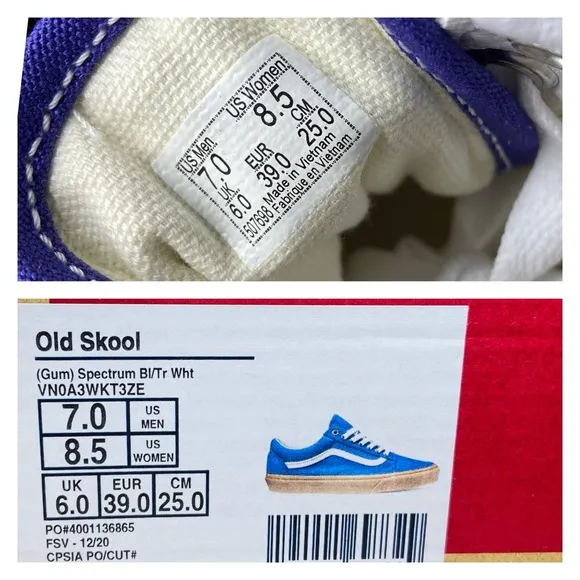 US Men
US Women
7.0
8.5
UK
EUR
CM
6.0
39.0
25.0
507698 Made in Vietnam
Fabriqué en Vietnam
Old Skool
(Gum) Spectrum Bl/Tr Wht
VN0A3WKT3ZE
7.0 US MEN
8.5 US WOMEN
UK EUR CM
6.0 39.0 25.0
PO#4001136865
FSV - 12/20
CPSIA PO/CUT#